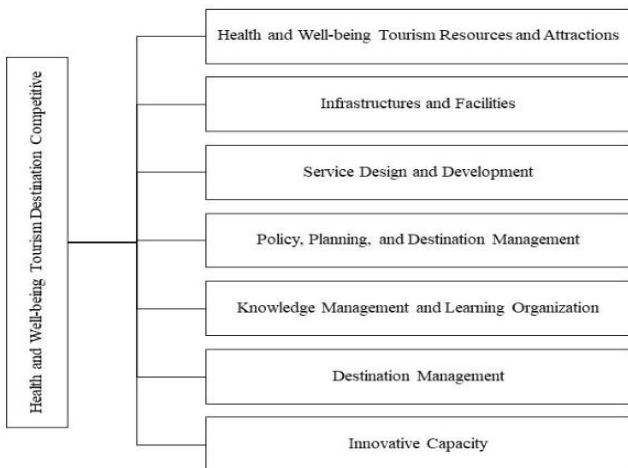 Health and Well-being Tourism Destination Competitive
Health and Well-being Tourism Resources and Attractions
Infrastructures and Facilities
Service Design and Development
Policy, Planning, and Destination Management
Knowledge Management and Learning Organization
Destination Management
Innovative Capacity